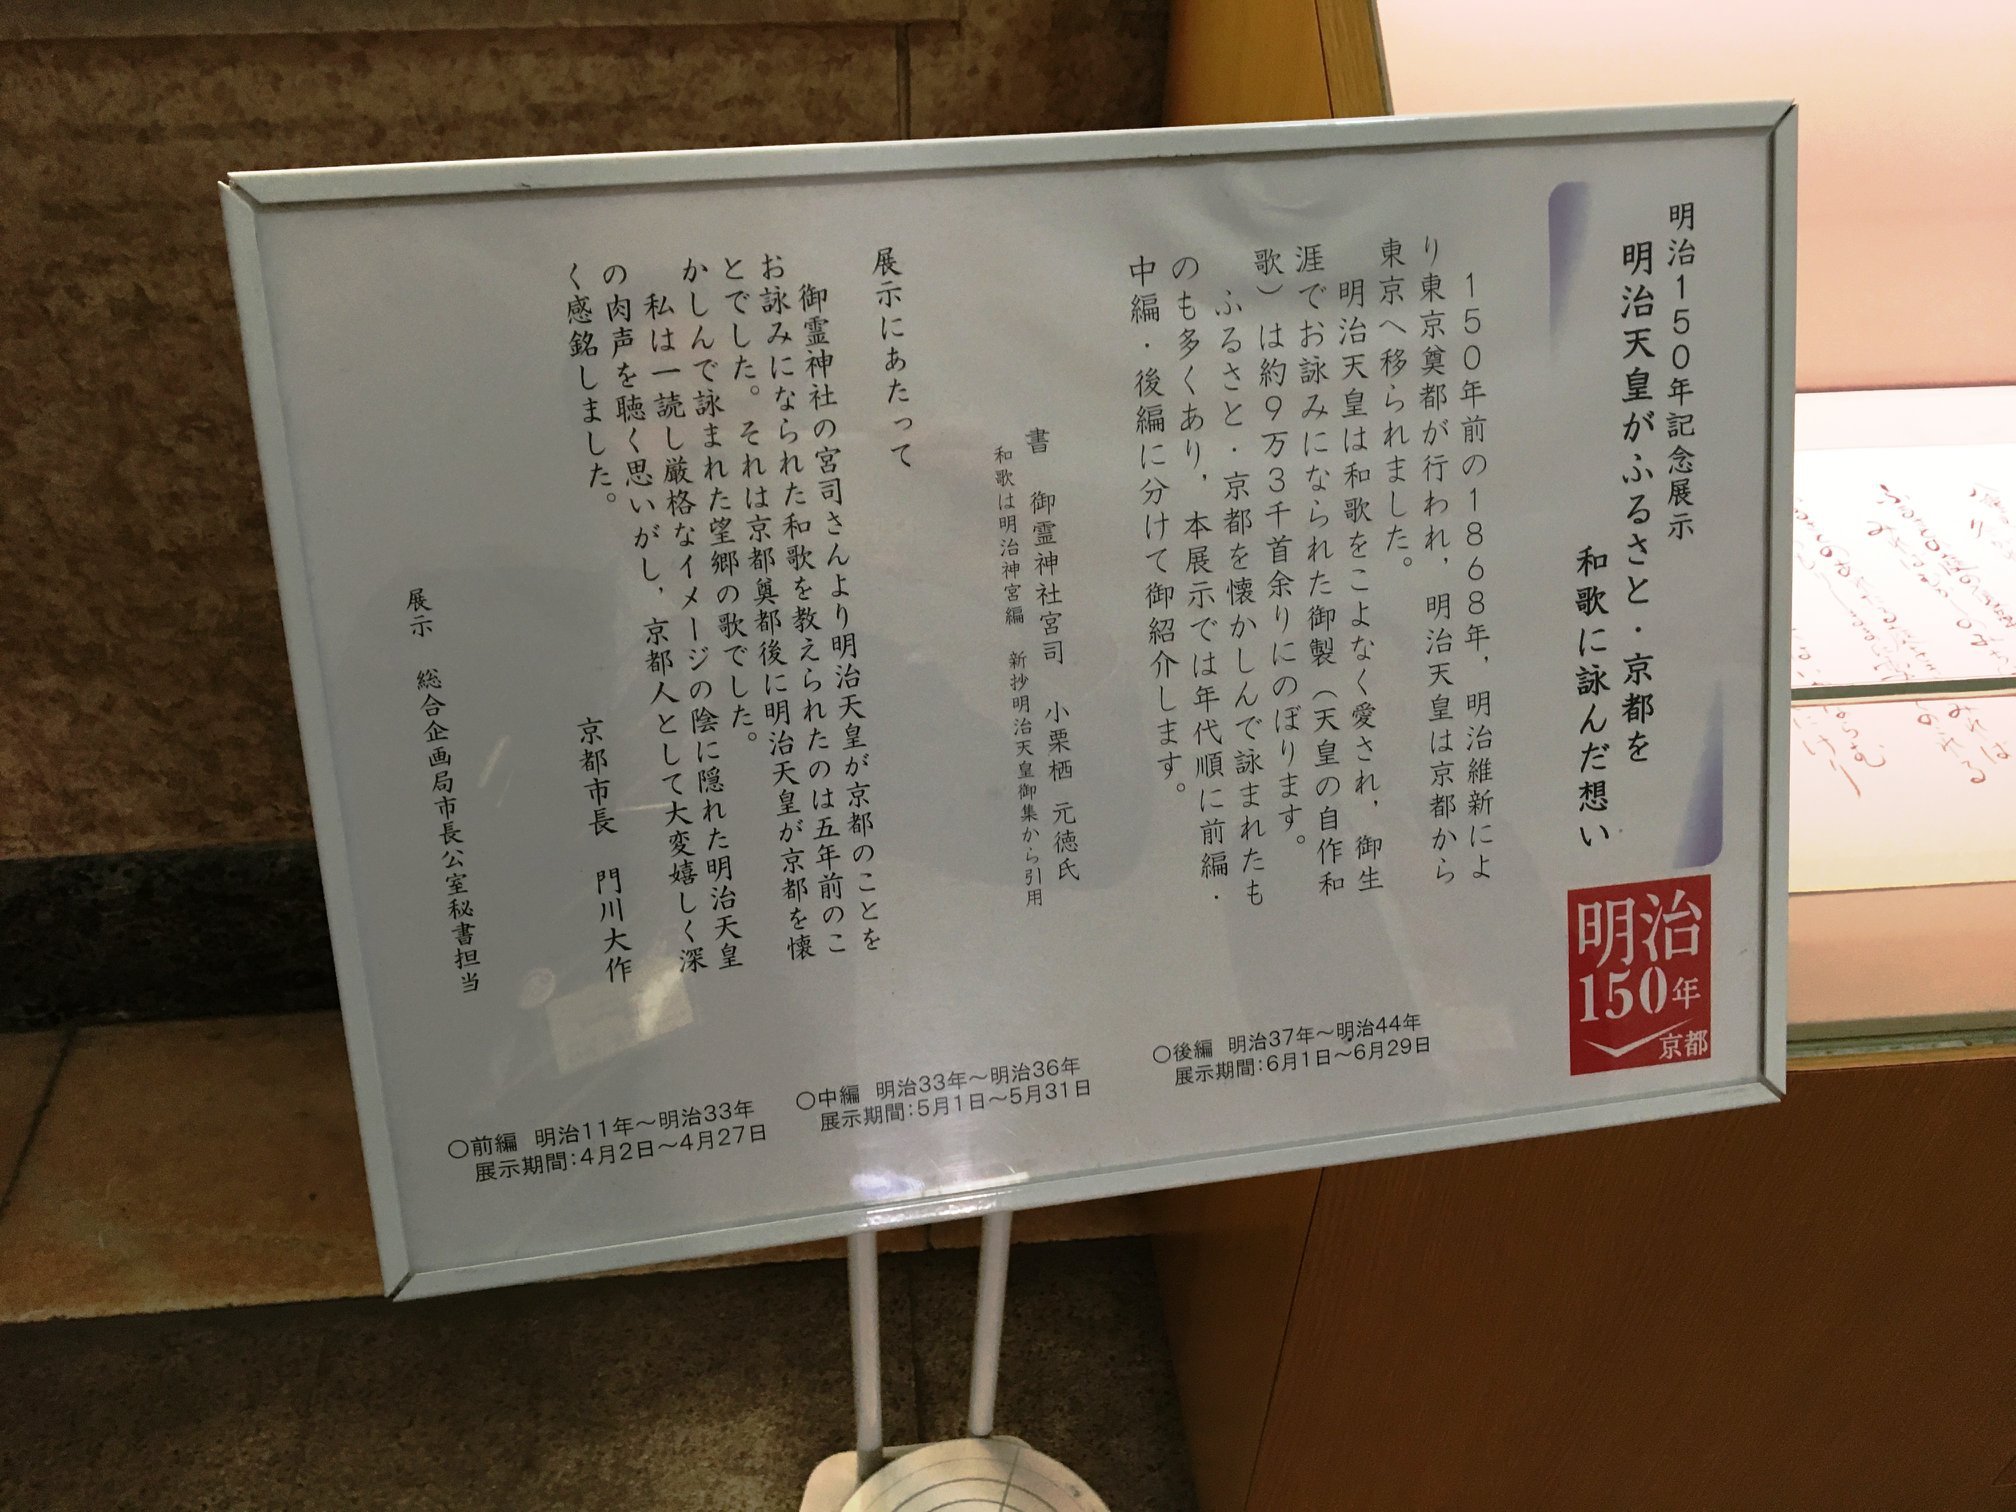 明治150年記念展示
明治天皇がふるさと・京都を
和歌に詠んだ想い
明治
150年
京都
150年前の1868年，明治維新によ
り東京奠都が行われ，明治天皇は京都から
東京へ移られました。
明治天皇は和歌をこよなく愛され，御生
涯でお詠みになられた御製（天皇の自作和
歌）は約9万3千首余りにのぼります。
ふるさと・京都を懐かしんで詠まれたも
のも多くあり，本展示では年代順に前編・
中編・後編に分けて御紹介します。
書 御霊神社宮司 小栗栖 元徳氏
和歌は明治神宮編 新抄明治天皇御集から引用
展示にあたって
御霊神社の宮司さんより明治天皇が京都のことを
お詠みになられた和歌を教えられたのは五年前のこ
とでした。それは京都奠都後に明治天皇が京都を懐
かしんで詠まれた望郷の歌でした。
私は一読し厳格なイメージの陰に隠れた明治天皇
の肉声を聴く思いがし，京都人として大変嬉しく深
く感銘しました。
京都市長 門川大作
展示 総合企画局市長公室秘書担当
○後編 明治37年～明治44年
展示期間：6月1日～6月29日
○中編 明治33年～明治36年
展示期間：5月1日～5月31日
○前編 明治11年～明治33年
展示期間：4月2日～4月27日